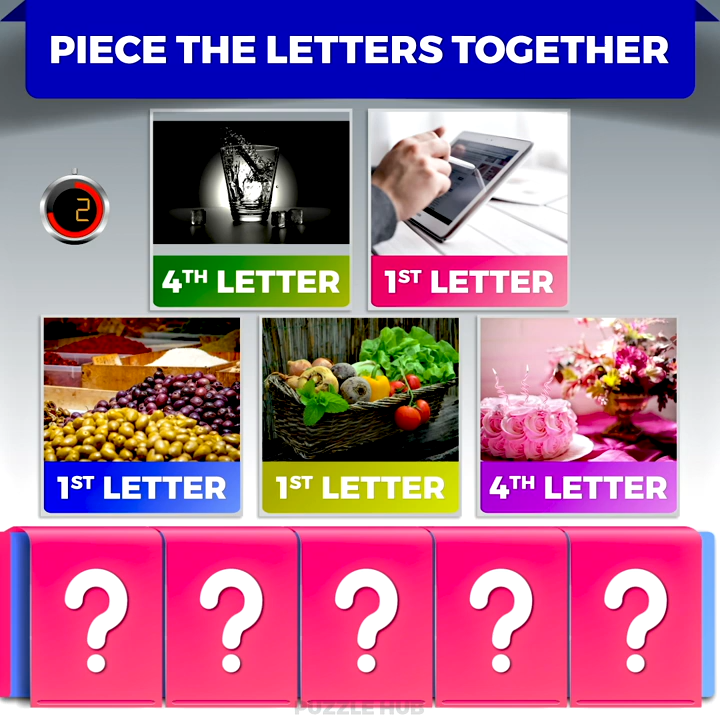 PIECE THE LETTERS TOGETHER
2
4TH LETTER
1ST LETTER
1ST LETTER
1ST LETTER
4TH LETTER
? ? ? ? ?
PUZZLE HUB